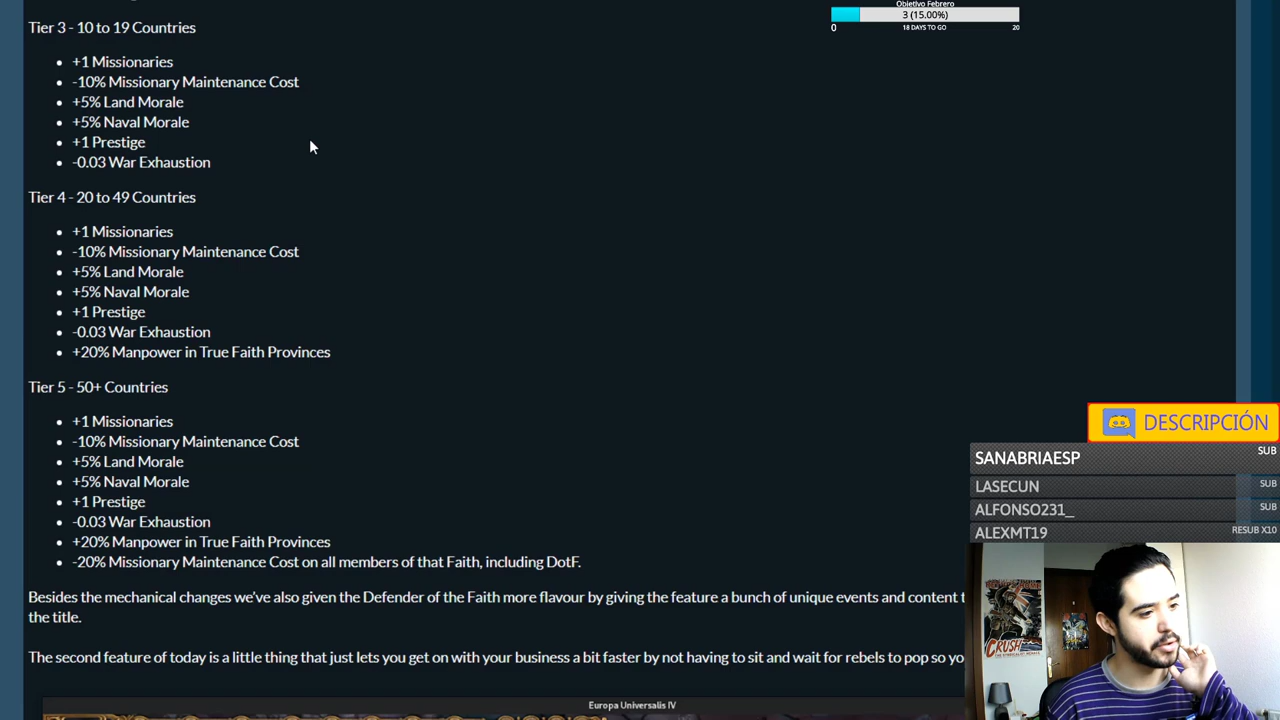 Obletivo Febrero
3 (15.00%)
0
18 DAYS TO GO
20
Tier 3 - 10 to 19 Countries
+1 Missionaries
-10% Missionary Maintenance Cost
+5% Land Morale
+5% Naval Morale
+1 Prestige
-0.03 War Exhaustion
Tier 4 - 20 to 49 Countries
+1 Missionaries
-10% Missionary Maintenance Cost
+5% Land Morale
+5% Naval Morale
+1 Prestige
-0.03 War Exhaustion
+20% Manpower in True Faith Provinces
Tier 5 - 50+ Countries
+1 Missionaries
-10% Missionary Maintenance Cost
+5% Land Morale
+5% Naval Morale
+1 Prestige
-0.03 War Exhaustion
+20% Manpower in True Faith Provinces
-20% Missionary Maintenance Cost on all members of that Faith, including DotF.
Besides the mechanical changes we've also given the Defender of the Faith more flavour by giving the feature a bunch of unique events and content
the title.
The second feature of today is a little thing that just lets you get on with your business a bit faster by not having to sit and wait for rebels to pop so
Europa Universalis IV
DESCRIPCIÓN
SANABRIAESP SUB
LASECUN SUB
ALFONSO231_ SUB
ALEXMT19 RESUB X10
CRUSH